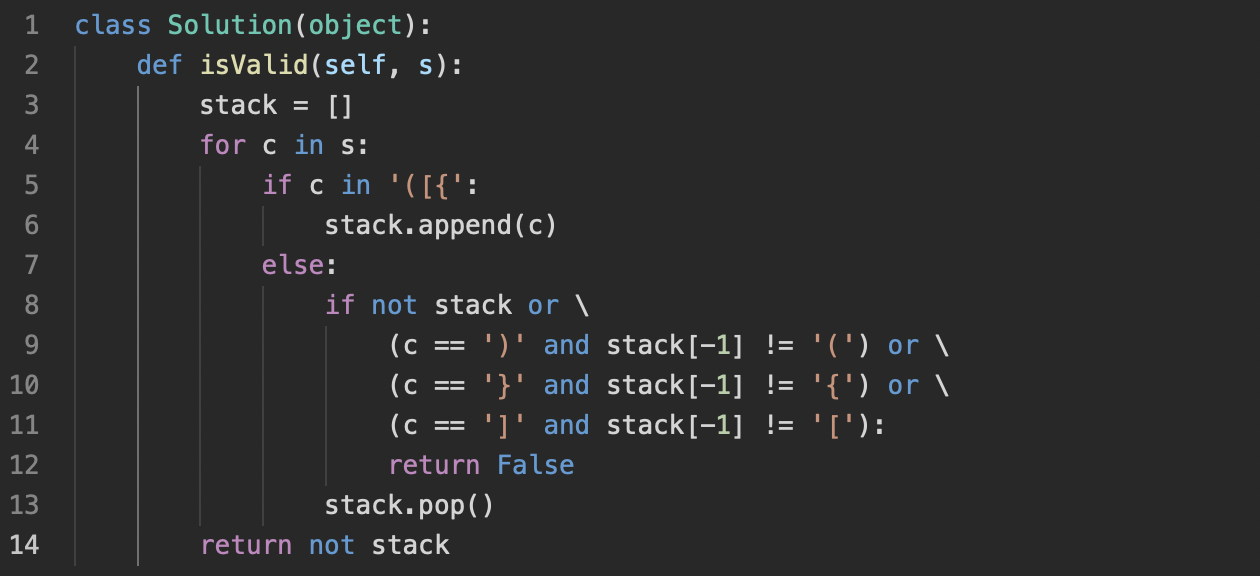 1 class Solution(object):
2     def isValid(self, s):
3         stack = []
4         for c in s:
5             if c in '([{':
6                 stack.append(c)
7             else:
8                 if not stack or \
9                     (c == ')' and stack[-1] != '(') or \
10                     (c == '}' and stack[-1] != '{') or \
11                     (c == ']' and stack[-1] != '['):
12                     return False
13                 stack.pop()
14         return not stack